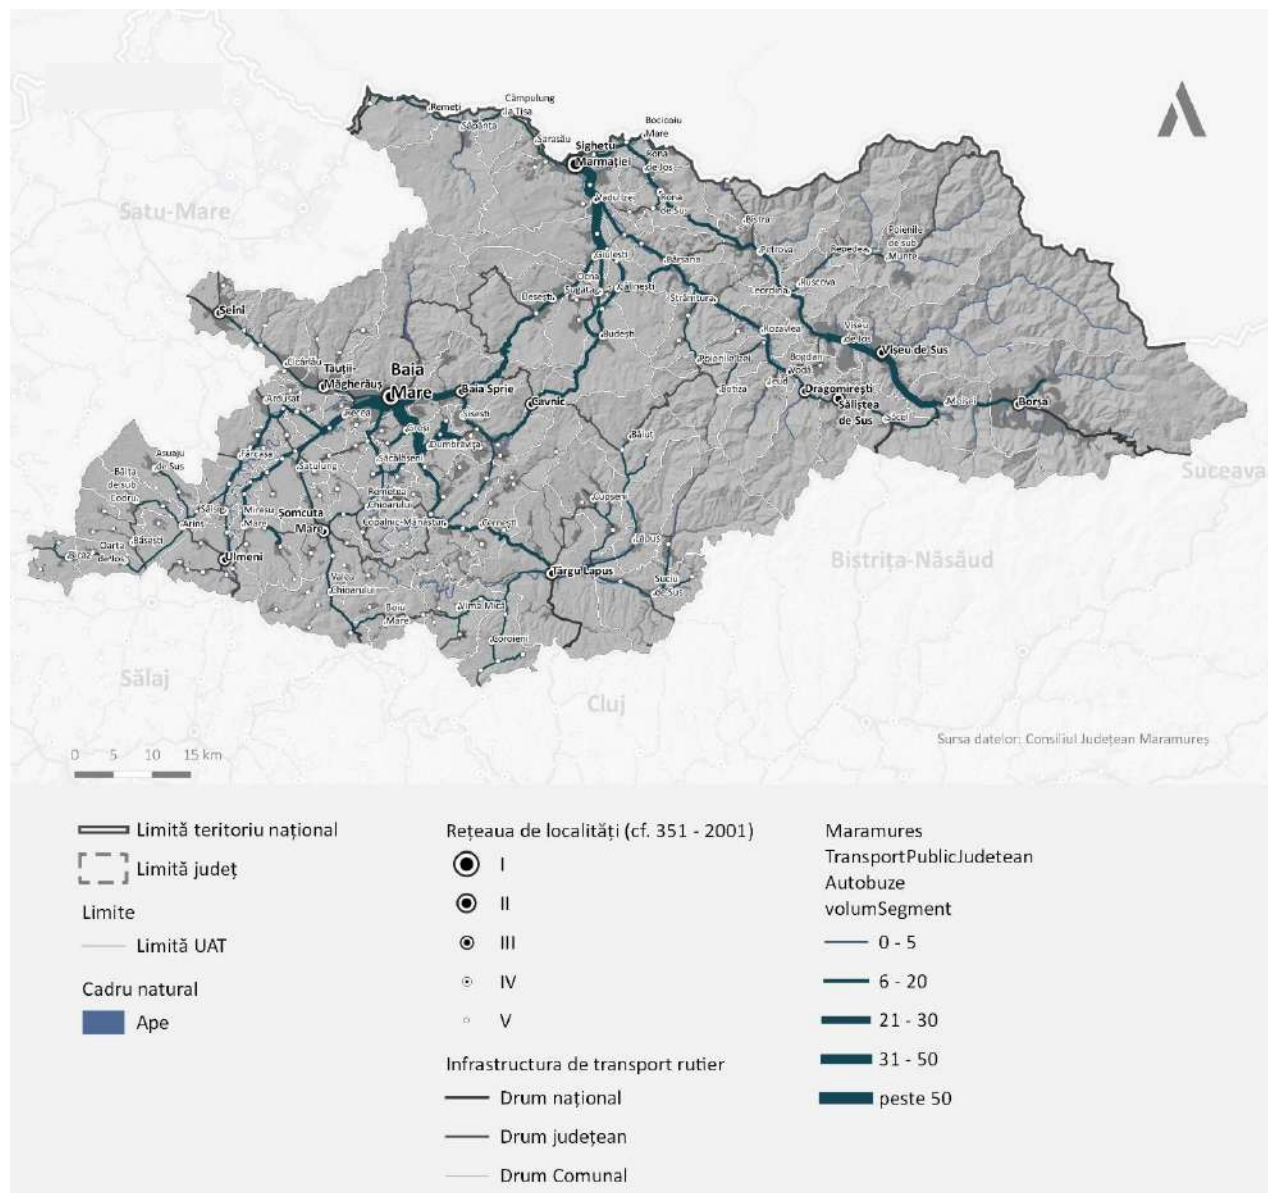 Câmpulung
la Tisa
Remeți
Săpânța
Sarasău
Bocicoiu
Mare
Sighetu
Marmației
Rona
de Jos
Satu-Mare
Vadu Izei
Rona
de Sus
Bistra
Poienile
de sub
Munte
Repedea
Petrova
Giulești
Bârsana
Ocna
Șugatag
Călinești
Leordina
Ruscova
Desești
Strâmtura
Seini
Budești
Rozavlea
Vișeu
de Jos
Vișeu de Sus
Cicârlău
Tăuții-
Măgherăuș
Baia
Mare
Baia Sprie
Poienile Izei
Bogdan
Vodă
Ieud
Botiza
Dragomirești
Săliștea
de Sus
Moisei
Borșa
Ardusat
Recea
Cavnic
Săcel
Sisești
Groși
Dumbrăvița
Băiuț
Fărcașa
Satulung
Săcălășeni
Asuaju
de Sus
Suceava
Băița
de sub
Codru
Remetea
Chioarului
Cupșeni
Sălsig
Mireșu
Mare
Șomcuta
Mare
Ariniș
Copalnic-Mănăștur
Cernești
Lăpuș
Oarta
de Jos
Băsești
Ulmeni
Bistrița-Năsăud
Târgu Lăpuș
Suciu
de Sus
Valea
Chioarului
Boiu
Mare
Vima Mică
Coroieni
Sălaj
Cluj
Sursa datelor: Consiliul Județean Maramureș
0 5 10 15 km
Limită teritoriu național
Limită județ
Limite
Limită UAT
Cadru natural
Ape
Rețeaua de localități (cf. 351 - 2001)
I
II
III
IV
V
Infrastructura de transport rutier
Drum național
Drum județean
Drum Comunal
Maramures
TransportPublicJudetean
Autobuze
volumSegment
0 - 5
6 - 20
21 - 30
31 - 50
peste 50